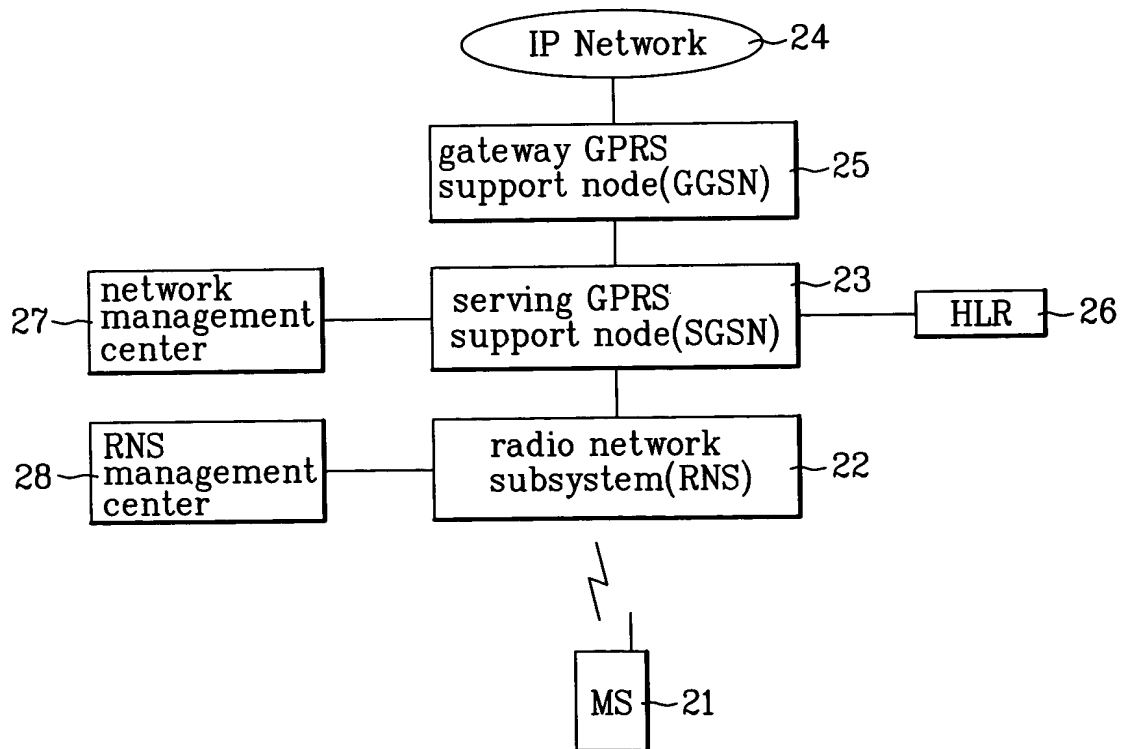 IP Network
24
gateway GPRS
support node(GGSN)
25
network
management
center
27
serving GPRS
support node(SGSN)
23
HLR
26
RNS
management
center
28
radio network
subsystem(RNS)
22
MS
21